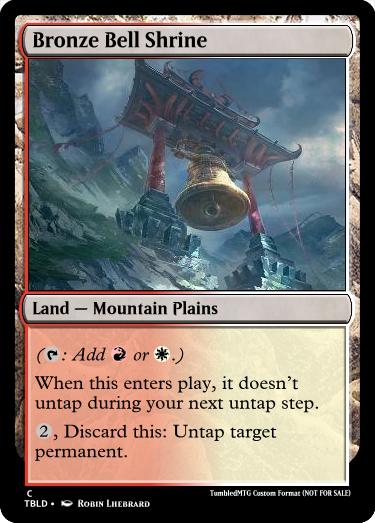 Bronze Bell Shrine
Land — Mountain Plains
(: Add or .)
When this enters play, it doesn't
untap during your next untap step.
2, Discard this: Untap target
permanent.
C
TBLD • Robin Lhebrard
TumbledMTG Custom Format (NOT FOR SALE)